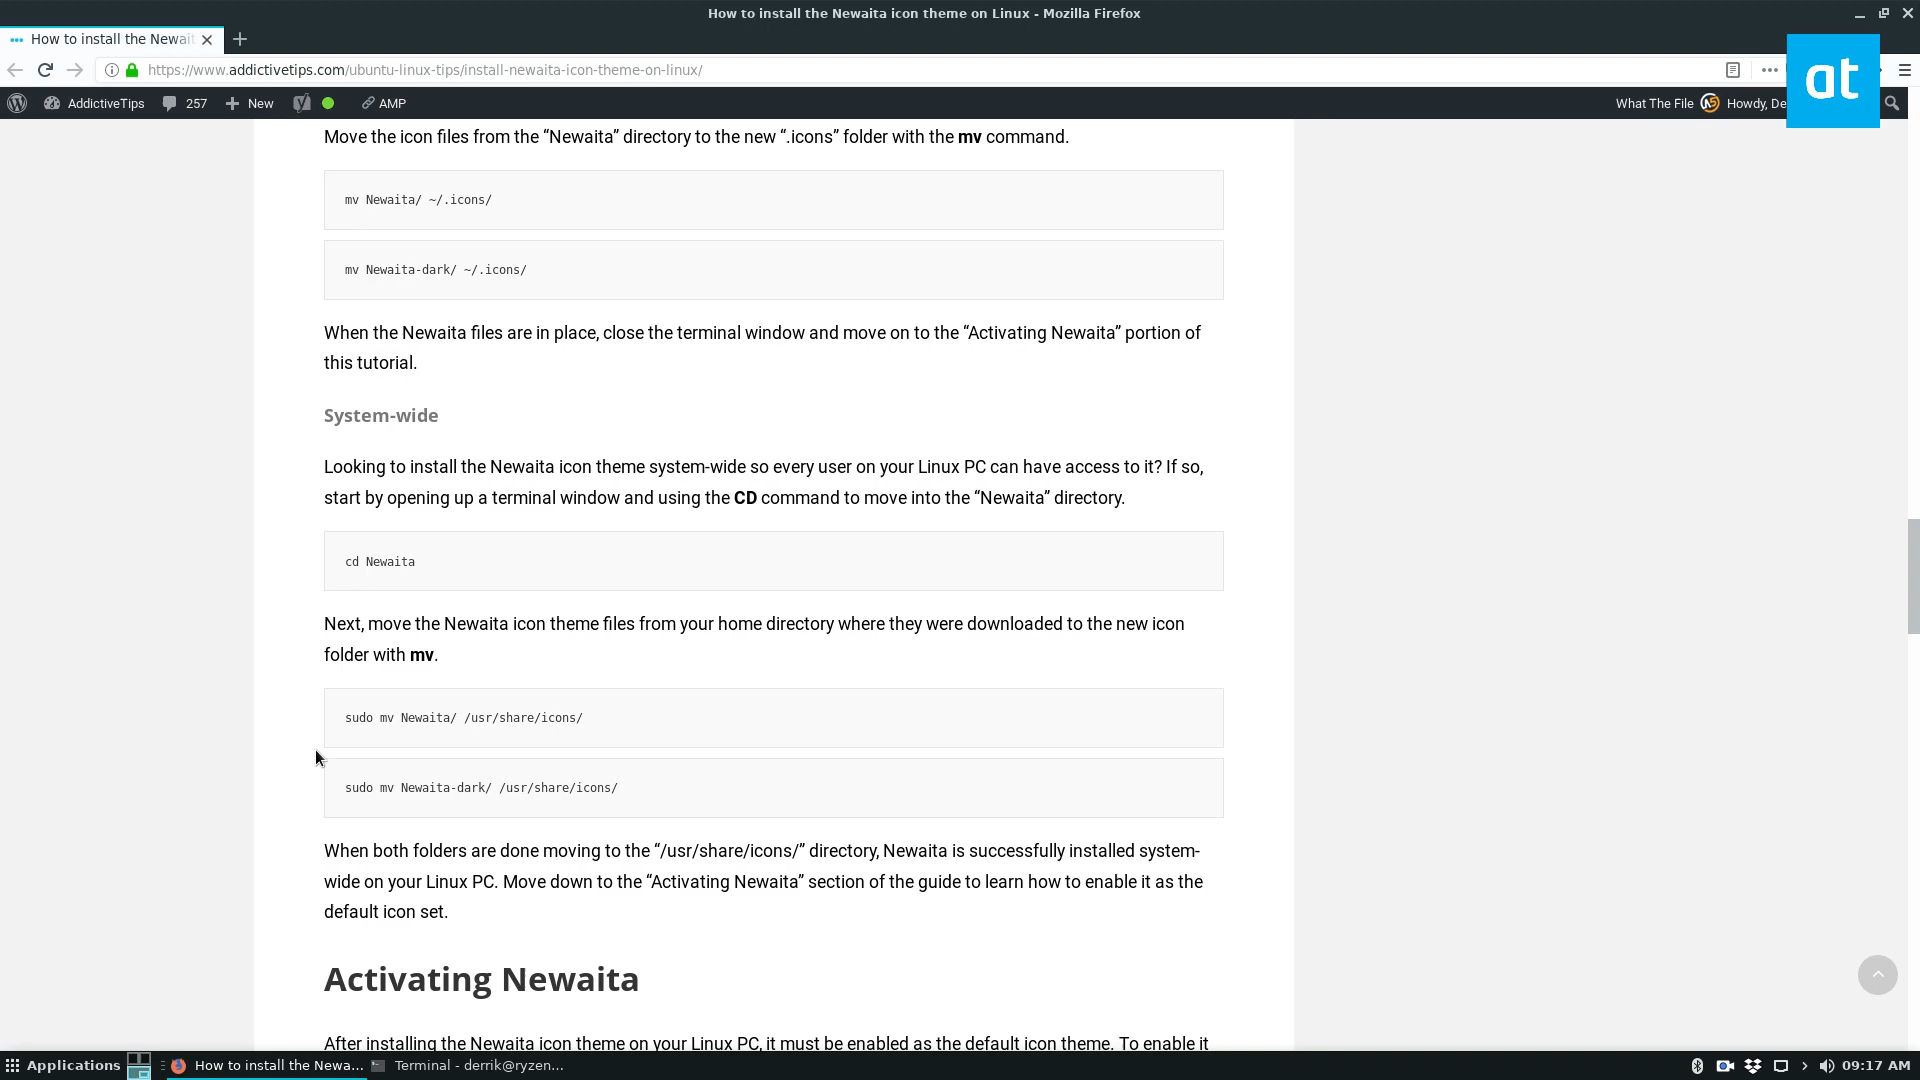 How to install the Newaita icon theme on Linux - Mozilla Firefox
How to install the Newait
https://www.addictivetips.com/ubuntu-linux-tips/install-newaita-icon-theme-on-linux/
AddictiveTips 257 New AMP What The File Howdy, De
at
Move the icon files from the “Newaita” directory to the new “.icons” folder with the mv command.
mv Newaita/ ~/.icons/
mv Newaita-dark/ ~/.icons/
When the Newaita files are in place, close the terminal window and move on to the “Activating Newaita” portion of
this tutorial.
System-wide
Looking to install the Newaita icon theme system-wide so every user on your Linux PC can have access to it? If so,
start by opening up a terminal window and using the CD command to move into the “Newaita” directory.
cd Newaita
Next, move the Newaita icon theme files from your home directory where they were downloaded to the new icon
folder with mv.
sudo mv Newaita/ /usr/share/icons/
sudo mv Newaita-dark/ /usr/share/icons/
When both folders are done moving to the “/usr/share/icons/” directory, Newaita is successfully installed system-
wide on your Linux PC. Move down to the “Activating Newaita” section of the guide to learn how to enable it as the
default icon set.
Activating Newaita
After installing the Newaita icon theme on your Linux PC, it must be enabled as the default icon theme. To enable it
Applications How to install the Newa... Terminal - derrik@ryzen... 09:17 AM